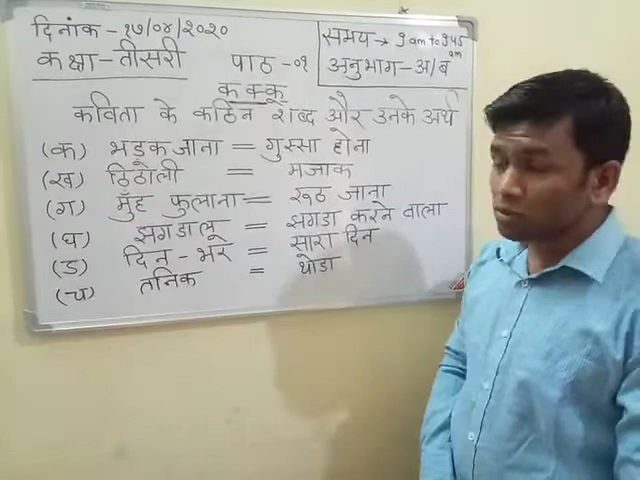 दिनांक - १७/०४/२०२०
समय → 9 am to 9:45 am
कक्षा - तीसरी पाठ - ०१
अनुभाग - अ/ब
कक्कू
कविता के कठिन शब्द और उनके अर्थ
(क) भड़क जाना = गुस्सा होना
(ख) ठिठोली = मजाक
(ग) मुँह फुलाना = रूठ जाना
(घ) झगडालू = झगडा करने वाला
(ङ) दिन - भर = सारा दिन
(च) तनिक = थोडा